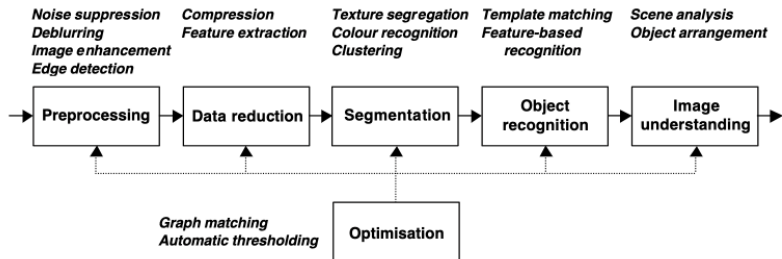 Noise suppression
Deblurring
Image enhancement
Edge detection
Compression
Feature extraction
Texture segregation
Colour recognition
Clustering
Template matching
Feature-based
recognition
Scene analysis
Object arrangement
Preprocessing
Data reduction
Segmentation
Object
recognition
Image
understanding
Graph matching
Automatic thresholding
Optimisation